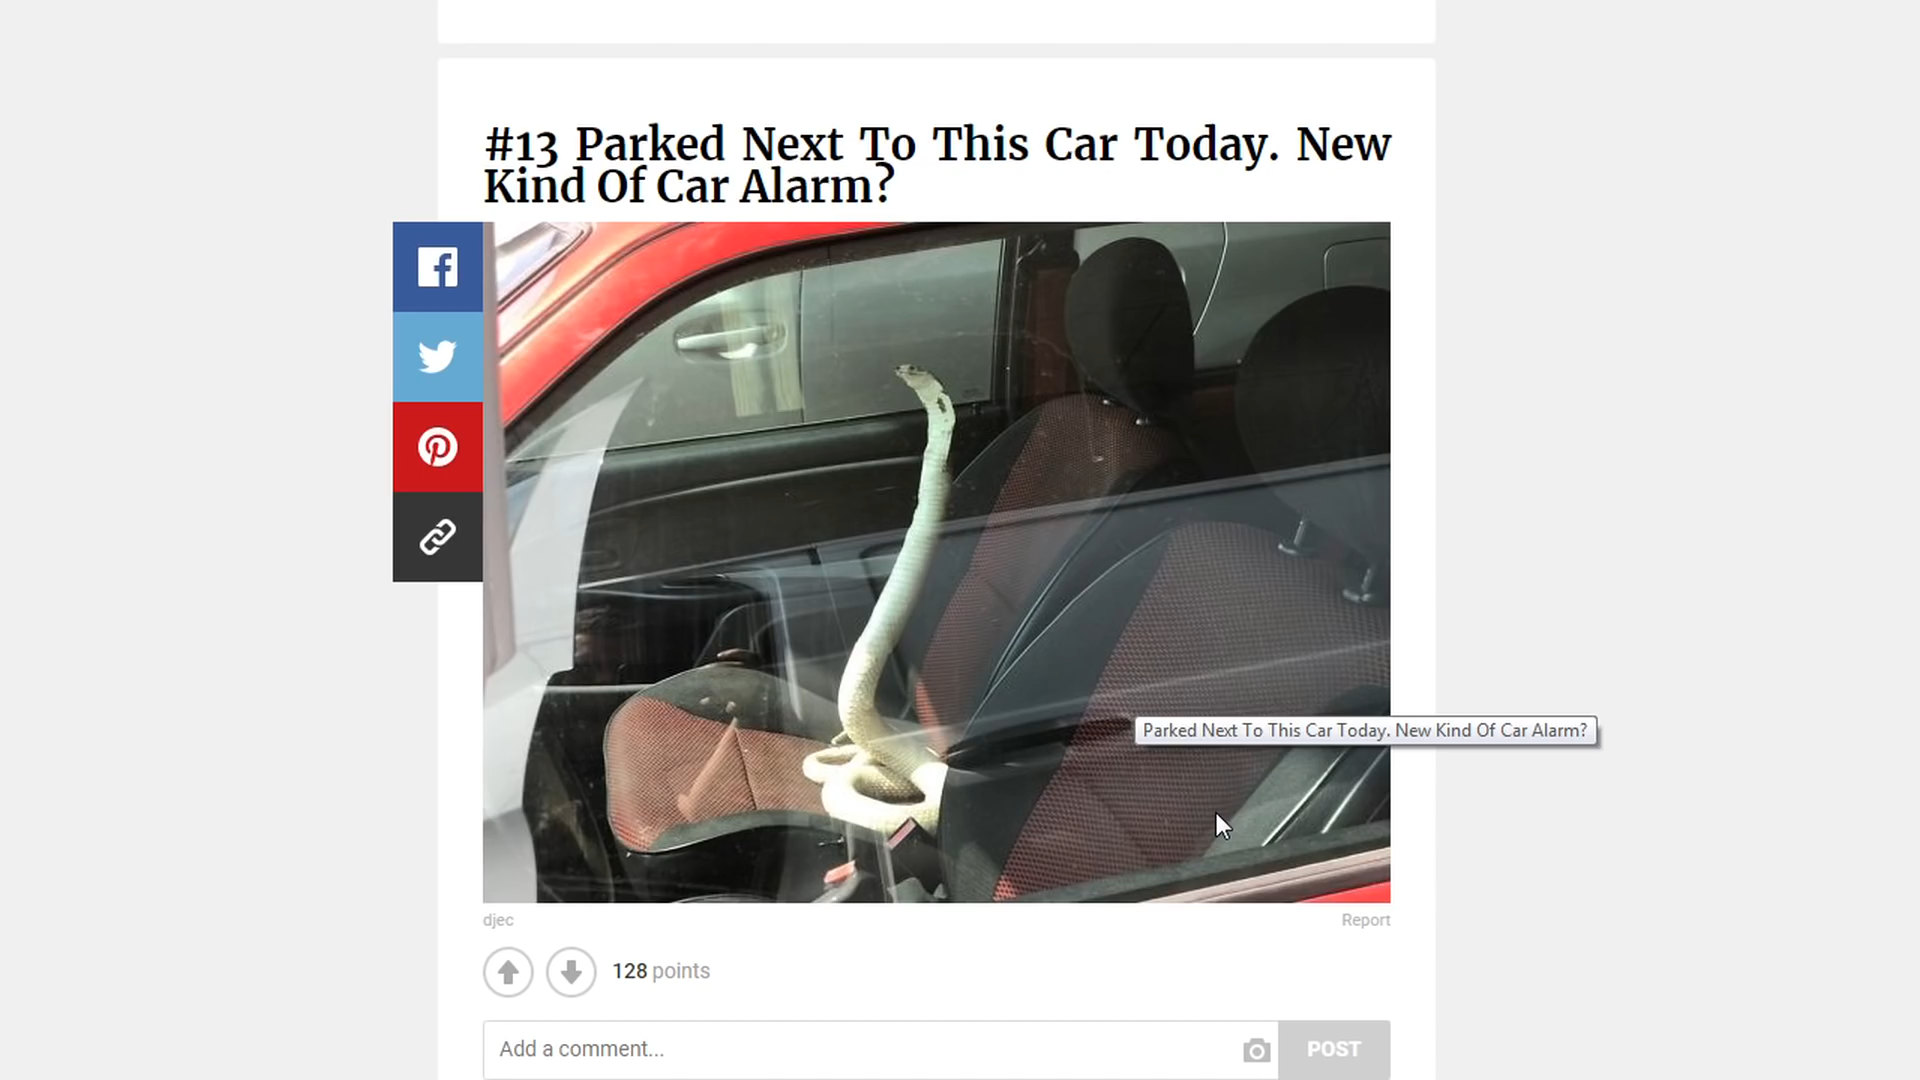 #13 Parked Next To This Car Today. New
Kind Of Car Alarm?
Parked Next To This Car Today. New Kind Of Car Alarm?
djec
Report
128 points
Add a comment...
POST